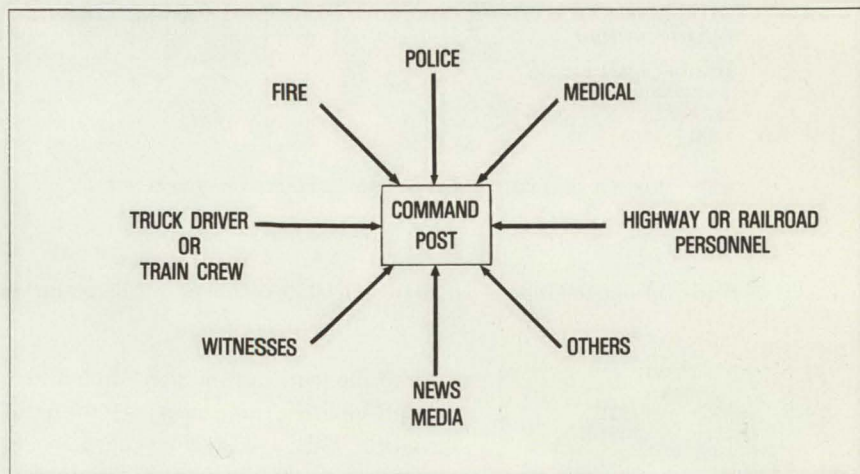 POLICE
FIRE
MEDICAL
TRUCK DRIVER
OR
TRAIN CREW
COMMAND
POST
HIGHWAY OR RAILROAD
PERSONNEL
WITNESSES
OTHERS
NEWS
MEDIA